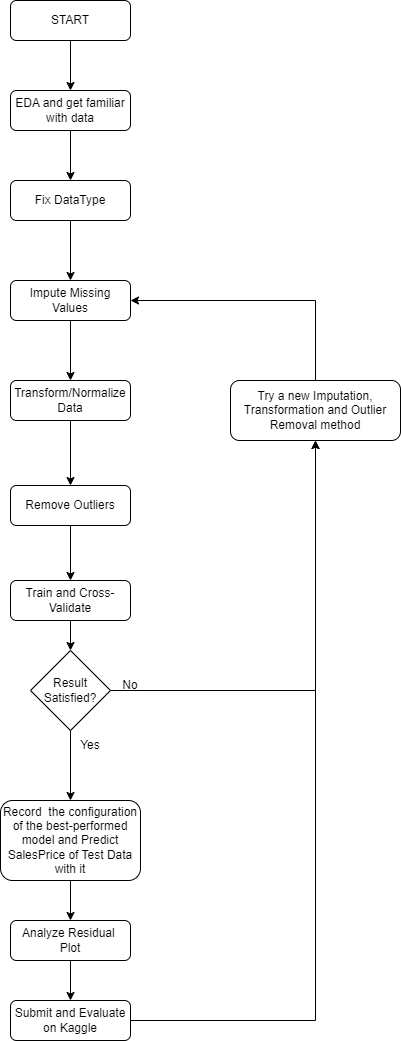 START
EDA and get familiar
with data
Fix DataType
Impute Missing
Values
Transform/Normalize
Data
Try a new Imputation,
Transformation and Outlier
Removal method
Remove Outliers
Train and Cross-
Validate
Result
Satisfied?
No
Yes
Record  the configuration
of the best-performed
model and Predict
SalesPrice of Test Data
with it
Analyze Residual
Plot
Submit and Evaluate
on Kaggle